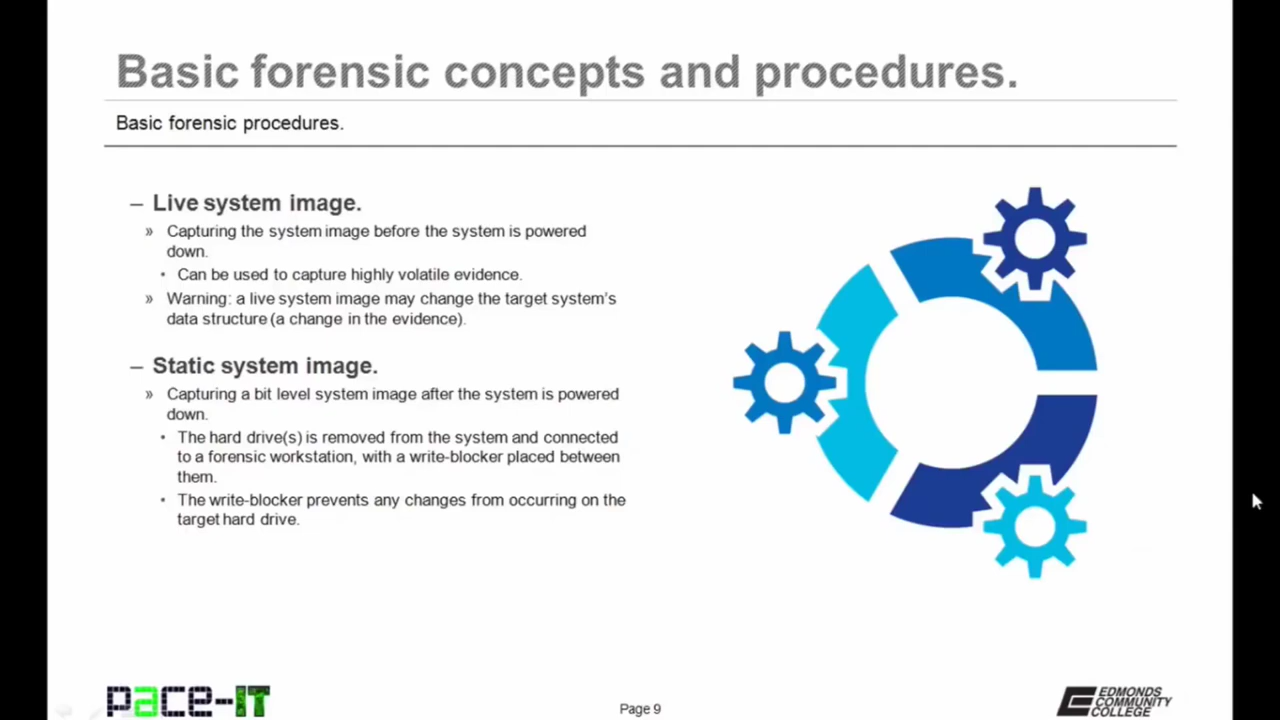 Basic forensic concepts and procedures.
Basic forensic procedures.
– Live system image.
» Capturing the system image before the system is powered
down.
• Can be used to capture highly volatile evidence.
» Warning: a live system image may change the target system's
data structure (a change in the evidence).
– Static system image.
» Capturing a bit level system image after the system is powered
down.
• The hard drive(s) is removed from the system and connected
to a forensic workstation, with a write-blocker placed between
them.
• The write-blocker prevents any changes from occurring on the
target hard drive.
pace-IT
Page 9
EDMONDS
COMMUNITY
COLLEGE